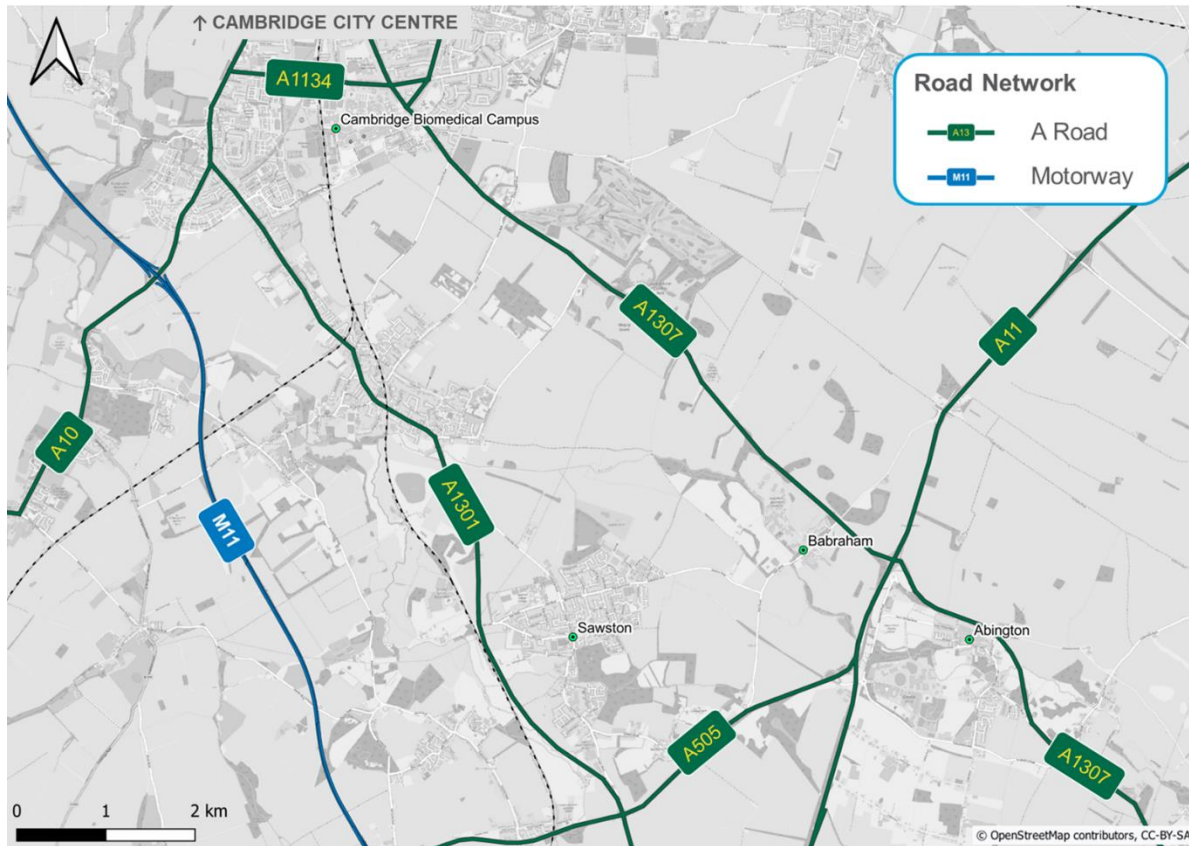 ↑ CAMBRIDGE CITY CENTRE
A1134
Cambridge Biomedical Campus
Road Network
A13
A Road
M11
Motorway
A1307
A11
A10
A1301
M11
Babraham
Sawston
Abington
A505
A1307
0 1 2 km
© OpenStreetMap contributors, CC-BY-SA